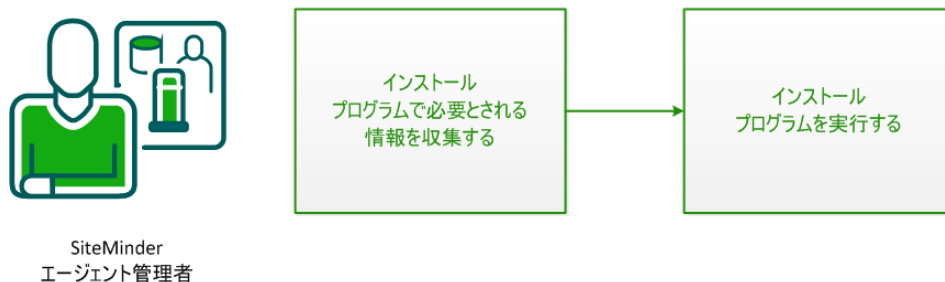 インストール
プログラムで必要とされる
情報を収集する
インストール
プログラムを実行する
SiteMinder
エージェント管理者